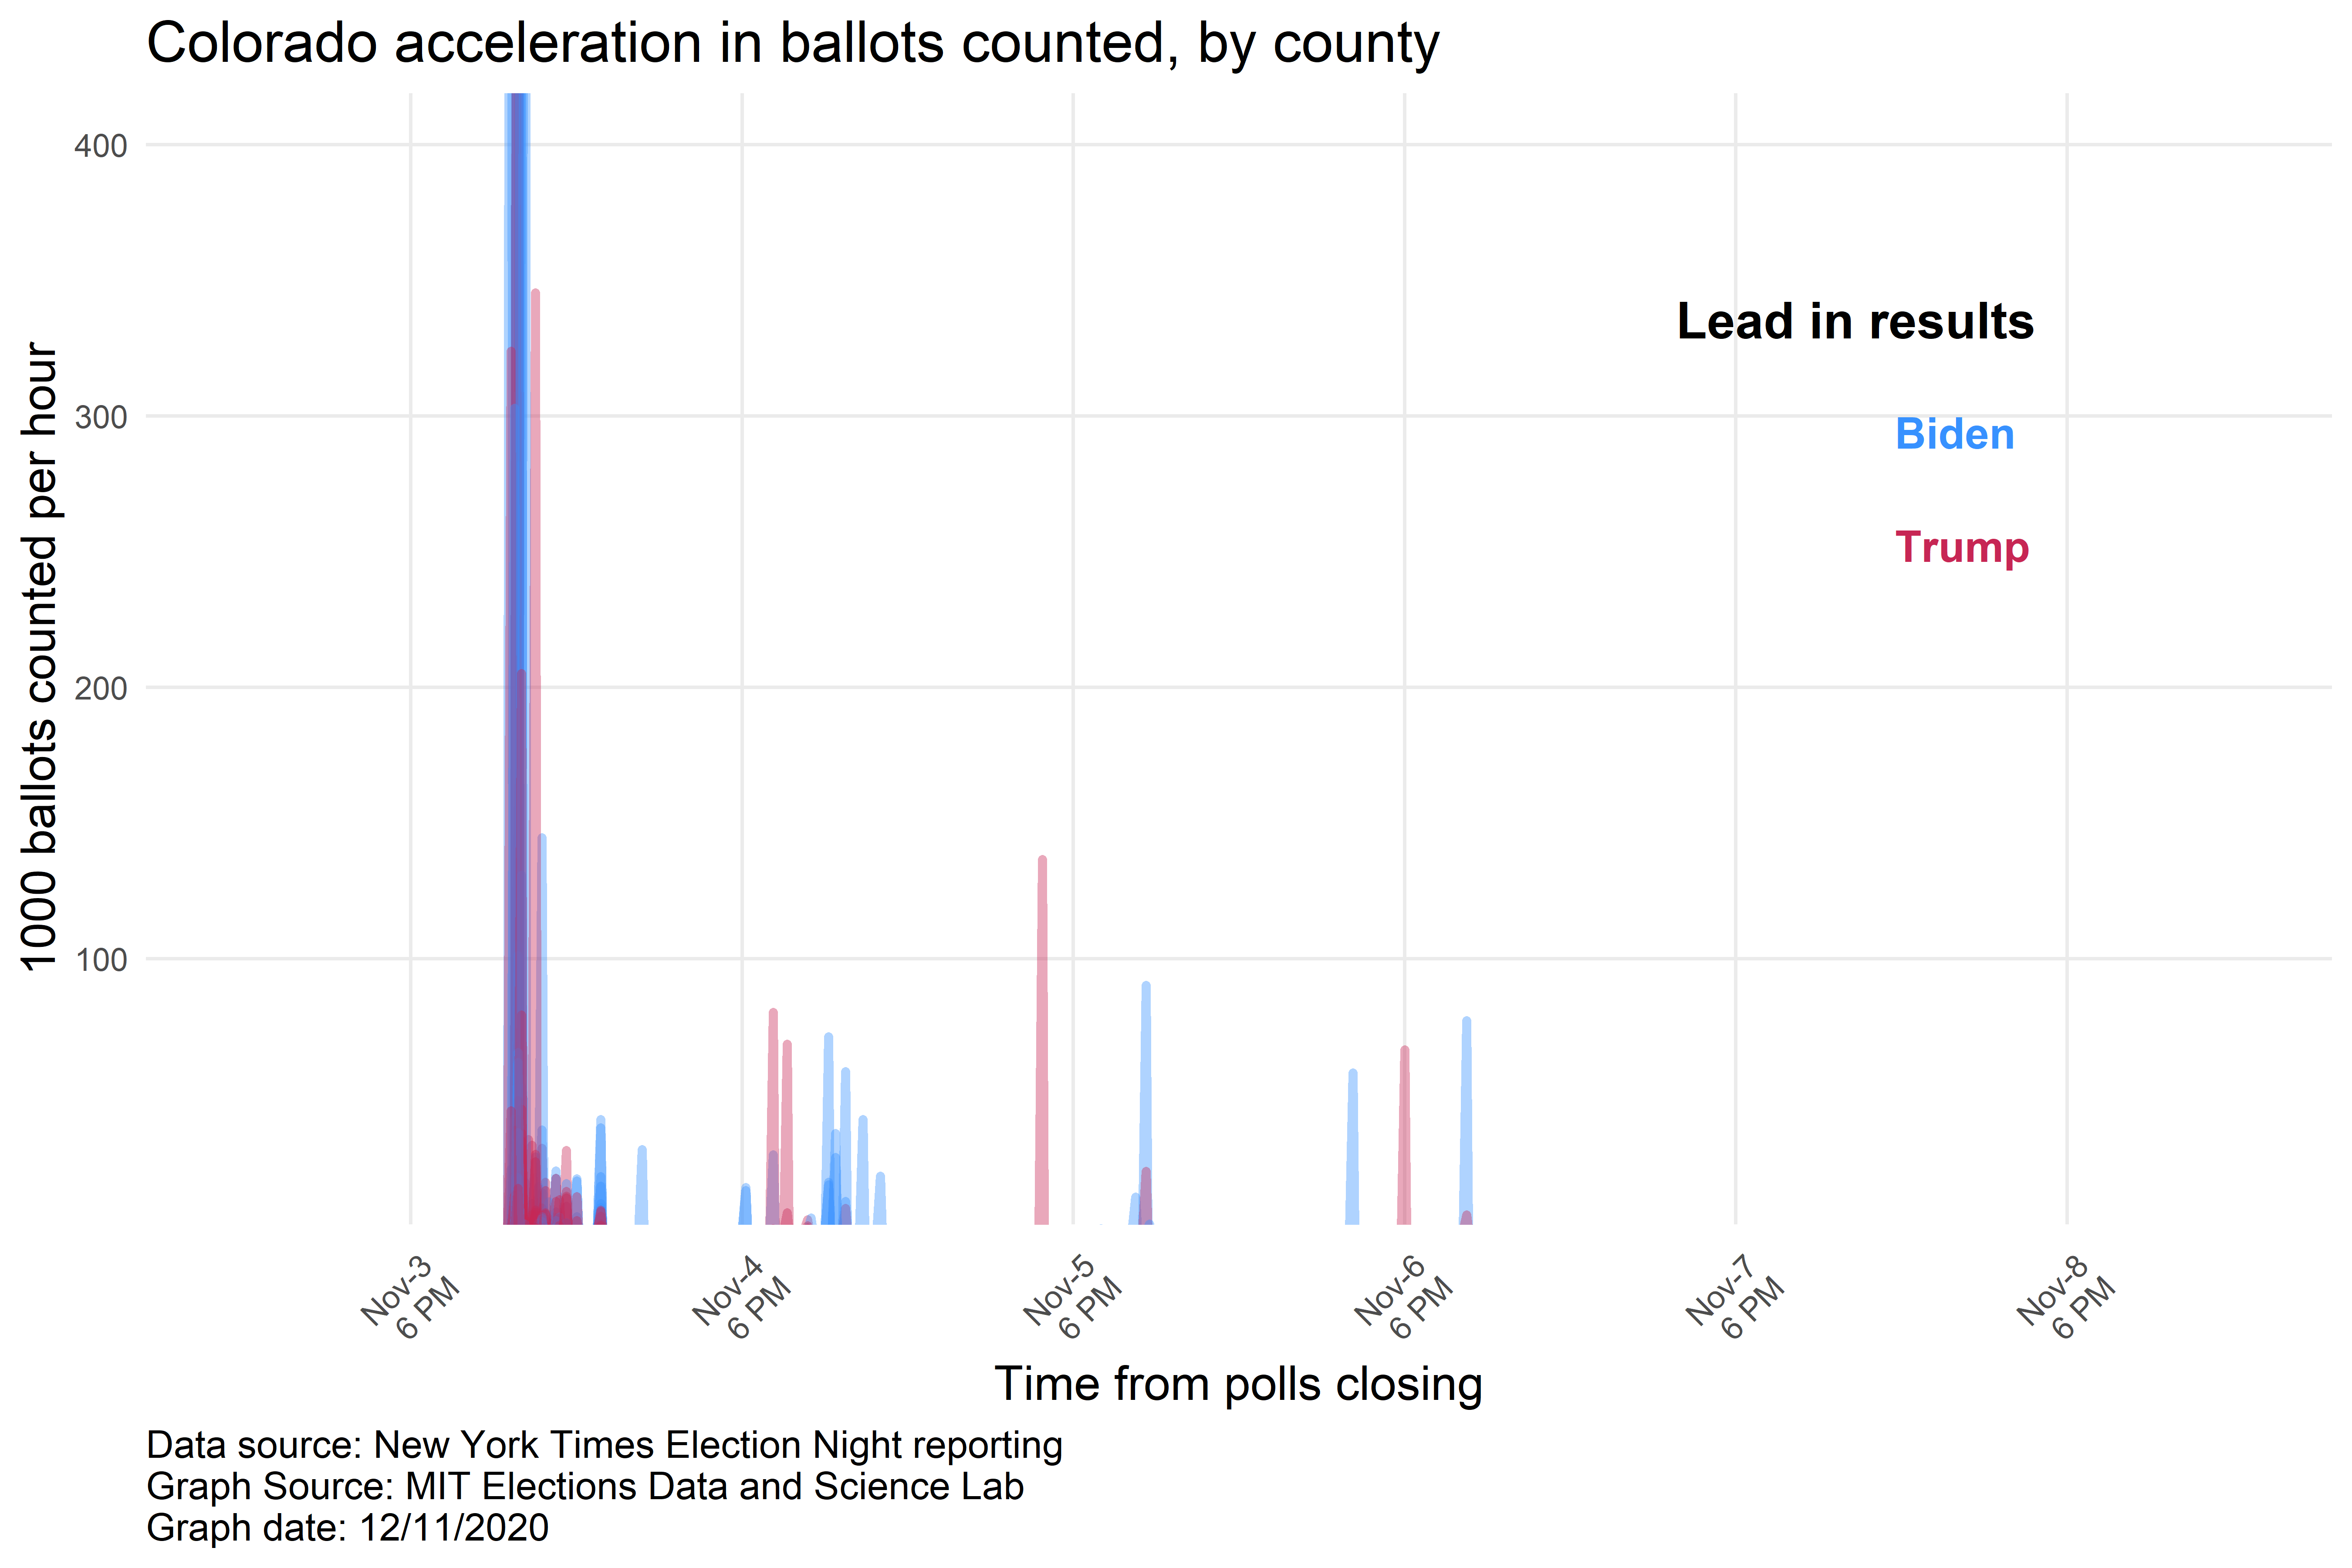 Colorado acceleration in ballots counted, by county
1000 ballots counted per hour
400
300
200
100
Lead in results
Biden
Trump
Nov-3
6 PM
Nov-4
6 PM
Nov-5
6 PM
Nov-6
6 PM
Nov-7
6 PM
Nov-8
6 PM
Time from polls closing
Data source: New York Times Election Night reporting
Graph Source: MIT Elections Data and Science Lab
Graph date: 12/11/2020